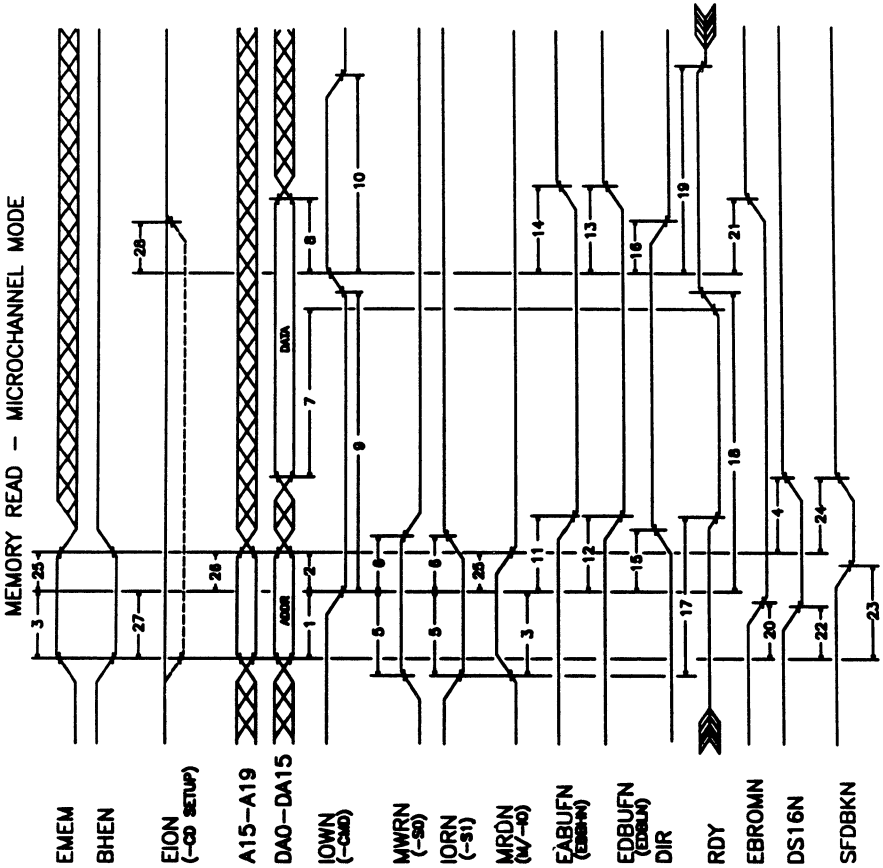 MEMORY READ - MICROCHANNEL MODE
EMEM
3
25
BHEN
EION
(-CD SETUP)
27
28
26
A15-A19
DA0-DA15
ADDR
DATA
1
2
7
8
IOWN
(-CMD)
9
10
MWRN
(-S0)
5
6
IORN
(-S1)
5
6
MRDN
(M/-IO)
3
25
EABUFN
(EDBHN)
11
14
EDBUFN
(EDBLN)
12
13
DIR
15
16
RDY
17
18
19
EBROMN
20
21
DS16N
22
4
SFDBKN
23
24